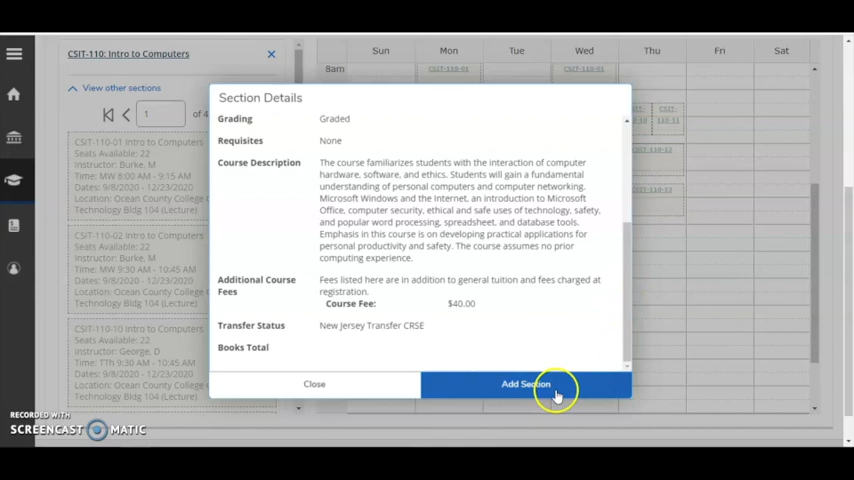 CSIT-110: Intro to Computers
View other sections
1 of 4
CSIT-110-01 Intro to Computers
Seats Available: 22
Instructor: Burke, M
Time: MW 8:00 AM - 9:15 AM
Dates: 9/8/2020 - 12/23/2020
Location: Ocean County College
Technology Bldg 104 (Lecture)
CSIT-110-02 Intro to Computers
Seats Available: 22
Instructor: Burke, M
Time: MW 9:30 AM - 10:45 AM
Dates: 9/8/2020 - 12/23/2020
Location: Ocean County College
Technology Bldg 104 (Lecture)
CSIT-110-10 Intro to Computers
Seats Available: 22
Instructor: George, D
Time: TTh 9:30 AM - 10:45 AM
Dates: 9/8/2020 - 12/23/2020
Location: Ocean County College
Technology Bldg 104 (Lecture)
Sun Mon Tue Wed Thu Fri Sat
8am
CSIT-110-01 CSIT-110-01
Section Details
Grading Graded
Requisites None
Course Description The course familiarizes students with the interaction of computer
hardware, software, and ethics. Students will gain a fundamental
understanding of personal computers and computer networking.
Microsoft Windows and the Internet, an introduction to Microsoft
Office, computer security, ethical and safe uses of technology, safety,
and popular word processing, spreadsheet, and database tools.
Emphasis in this course is on developing practical applications for
personal productivity and safety. The course assumes no prior
computing experience.
Additional Course Fees listed here are in addition to general tuition and fees charged at
Fees registration.
Course Fee: $40.00
Transfer Status New Jersey Transfer CRSE
Books Total
Close Add Section
RECORDED WITH
SCREENCAST MATIC